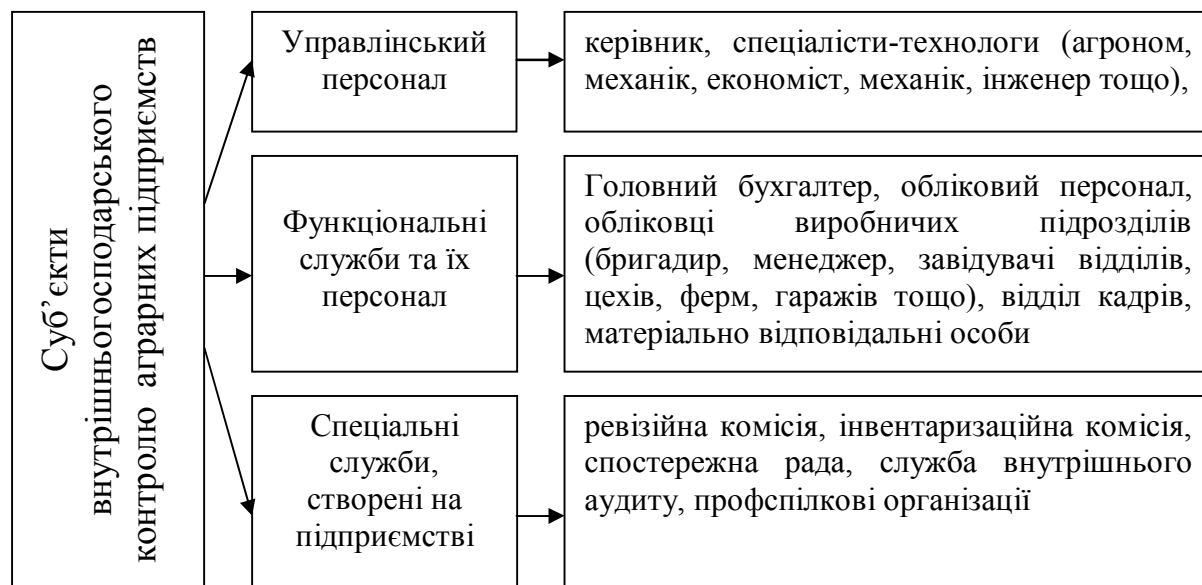 Суб’єкти
внутрішньогосподарського
контролю аграрних підприємств
Управлінський
персонал
керівник, спеціалісти-технологи (агроном,
механік, економіст, механік, інженер тощо),
Функціональні
служби та їх
персонал
Головний бухгалтер, обліковий персонал,
обліковці виробничих підрозділів
(бригадир, менеджер, завідувачі відділів,
цехів, ферм, гаражів тощо), відділ кадрів,
матеріально відповідальні особи
Спеціальні
служби,
створені на
підприємстві
ревізійна комісія, інвентаризаційна комісія,
спостережна рада, служба внутрішнього
аудиту, профспілкові організації